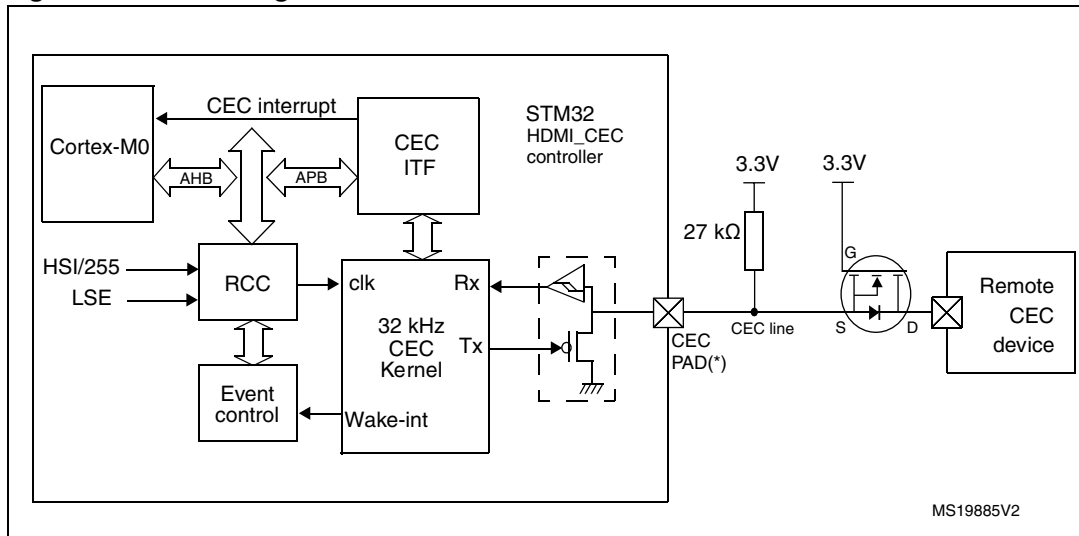 CEC interrupt
Cortex-M0
AHB
APB
CEC
ITF
STM32
HDMI_CEC
controller
3.3V
3.3V
27 kΩ
G
HSI/255
LSE
RCC
clk
Rx
32 kHz
CEC
Kernel
Tx
CEC
PAD(*)
CEC line
S
D
Remote
CEC
device
Event
control
Wake-int
MS19885V2